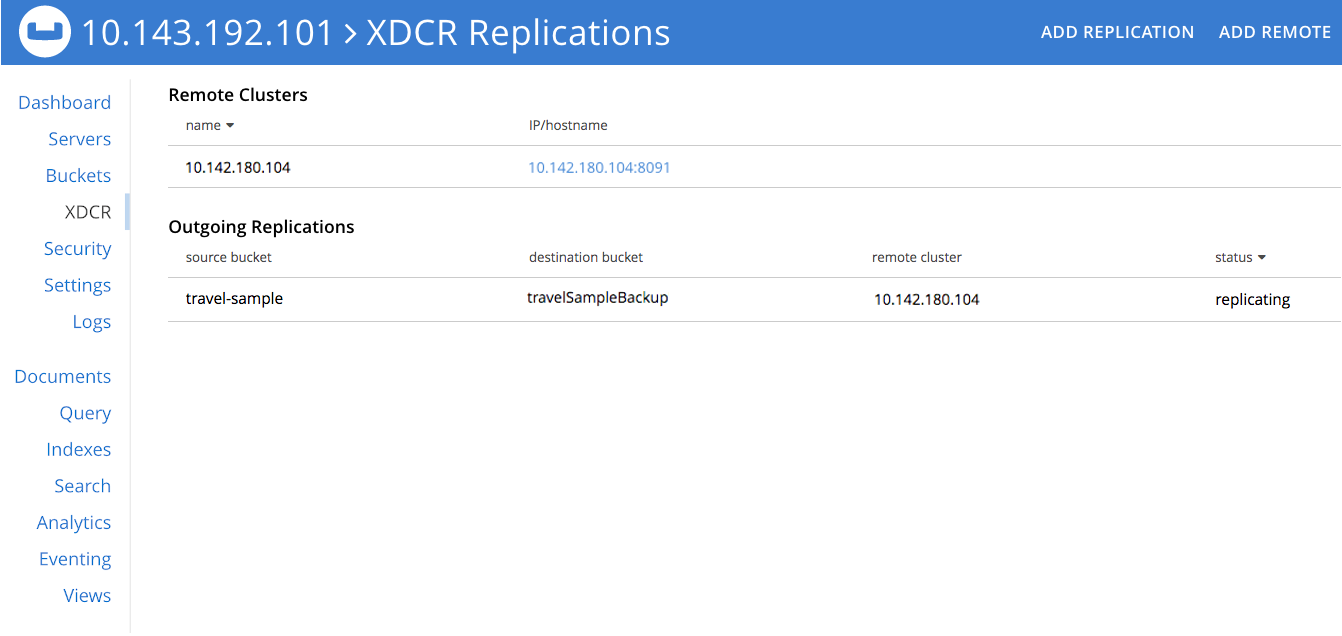 10.143.192.101 > XDCR Replications ADD REPLICATION ADD REMOTE
Dashboard
Servers
Buckets
XDCR
Security
Settings
Logs
Documents
Query
Indexes
Search
Analytics
Eventing
Views
Remote Clusters
name IP/hostname
10.142.180.104 10.142.180.104:8091
Outgoing Replications
source bucket destination bucket remote cluster status
travel-sample travelSampleBackup 10.142.180.104 replicating